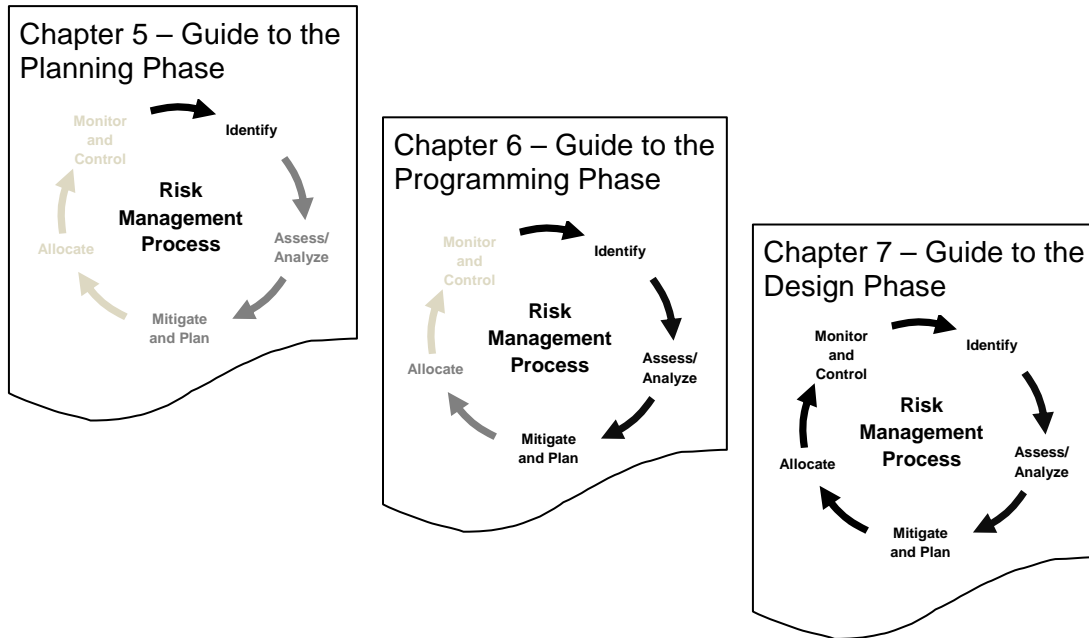 Chapter 5 – Guide to the
Planning Phase
Monitor
and
Control
Identify
Risk
Management
Process
Allocate
Assess/
Analyze
Mitigate
and Plan
Chapter 6 – Guide to the
Programming Phase
Monitor
and
Control
Identify
Risk
Management
Process
Allocate
Assess/
Analyze
Mitigate
and Plan
Chapter 7 – Guide to the
Design Phase
Monitor
and
Control
Identify
Risk
Management
Process
Allocate
Assess/
Analyze
Mitigate
and Plan